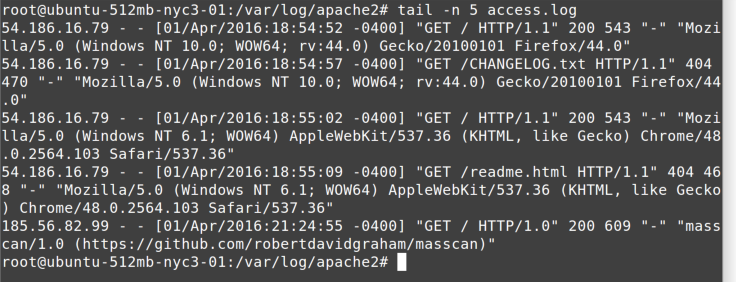 root@ubuntu-512mb-nyc3-01:/var/log/apache2# tail -n 5 access.log
54.186.16.79 - - [01/Apr/2016:18:54:52 -0400] "GET / HTTP/1.1" 200 543 "-" "Mozi
lla/5.0 (Windows NT 10.0; WOW64; rv:44.0) Gecko/20100101 Firefox/44.0"
54.186.16.79 - - [01/Apr/2016:18:54:57 -0400] "GET /CHANGELOG.txt HTTP/1.1" 404
470 "-" "Mozilla/5.0 (Windows NT 10.0; WOW64; rv:44.0) Gecko/20100101 Firefox/44
.0"
54.186.16.79 - - [01/Apr/2016:18:55:02 -0400] "GET / HTTP/1.1" 200 543 "-" "Mozi
lla/5.0 (Windows NT 6.1; WOW64) AppleWebKit/537.36 (KHTML, like Gecko) Chrome/48
.0.2564.103 Safari/537.36"
54.186.16.79 - - [01/Apr/2016:18:55:09 -0400] "GET /readme.html HTTP/1.1" 404 46
8 "-" "Mozilla/5.0 (Windows NT 6.1; WOW64) AppleWebKit/537.36 (KHTML, like Gecko
) Chrome/48.0.2564.103 Safari/537.36"
185.56.82.99 - - [01/Apr/2016:21:24:55 -0400] "GET / HTTP/1.0" 200 609 "-" "mass
can/1.0 (https://github.com/robertdavidgraham/masscan)"
root@ubuntu-512mb-nyc3-01:/var/log/apache2#